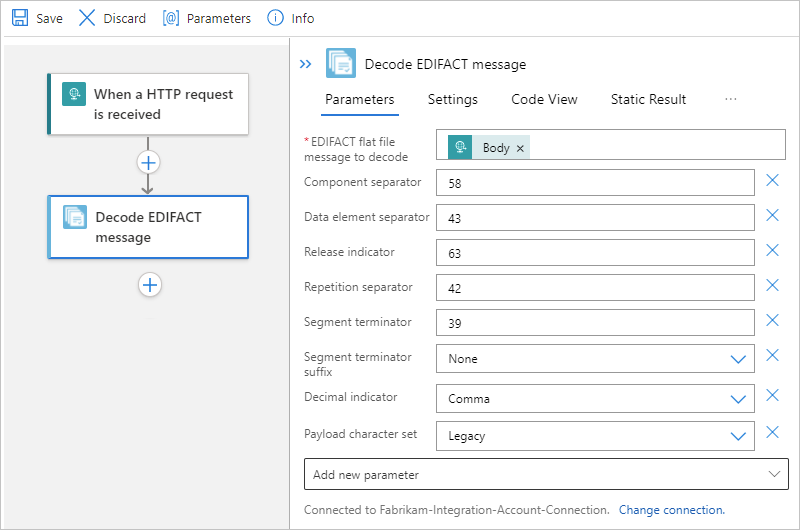 Save Discard [@] Parameters Info
When a HTTP request
is received
Decode EDIFACT
message
Decode EDIFACT message
Parameters Settings Code View Static Result ...
*EDIFACT flat file
message to decode
Body ×
Component separator 58
Data element separator 43
Release indicator 63
Repetition separator 42
Segment terminator 39
Segment terminator
suffix
None
Decimal indicator Comma
Payload character set Legacy
Add new parameter
Connected to Fabrikam-Integration-Account-Connection. Change connection.